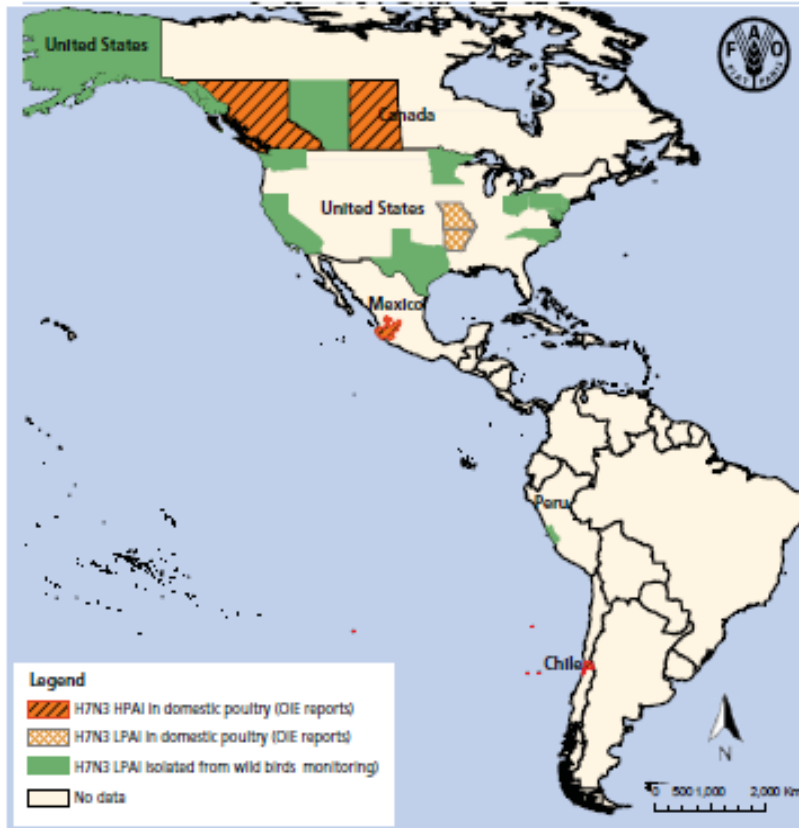 United States
F A O
FIAT PANIS
Canada
United States
Mexico
Peru
Chile
Legend
H7N3 HPAI in domestic poultry (OIE reports)
H7N3 LPAI in domestic poultry (OIE reports)
H7N3 LPAI isolated from wild birds monitoring)
No data
N
0 500 1,000 2,000 Km